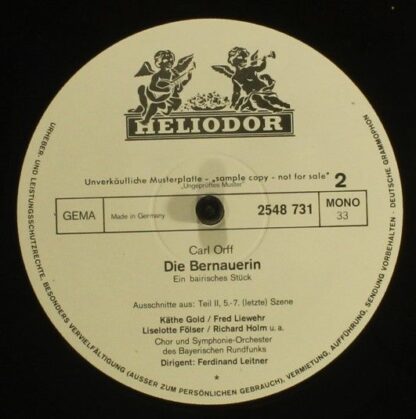 HELIODOR
Unverkäufliche Musterplatte - „sample copy - not for sale"
„Ungeprüftes Muster"
2
GEMA
Made in Germany
2548 731
MONO
33
Carl Orff
Die Bernauerin
Ein bairisches Stück
Ausschnitte aus: Teil II, 5.-7. (letzte) Szene
Käthe Gold / Fred Liewehr
Liselotte Fölser / Richard Holm u. a.
Chor und Symphonie-Orchester
des Bayerischen Rundfunks
Dirigent: Ferdinand Leitner
*
URHEBER- UND LEISTUNGSSCHUTZRECHTE, BESONDERS VERVIELFÄLTIGUNG (AUSSER ZUM PERSÖNLICHEN GEBRAUCH), VERMIETUNG, AUFFÜHRUNG, SENDUNG VORBEHALTEN - DEUTSCHE GRAMMOPHON